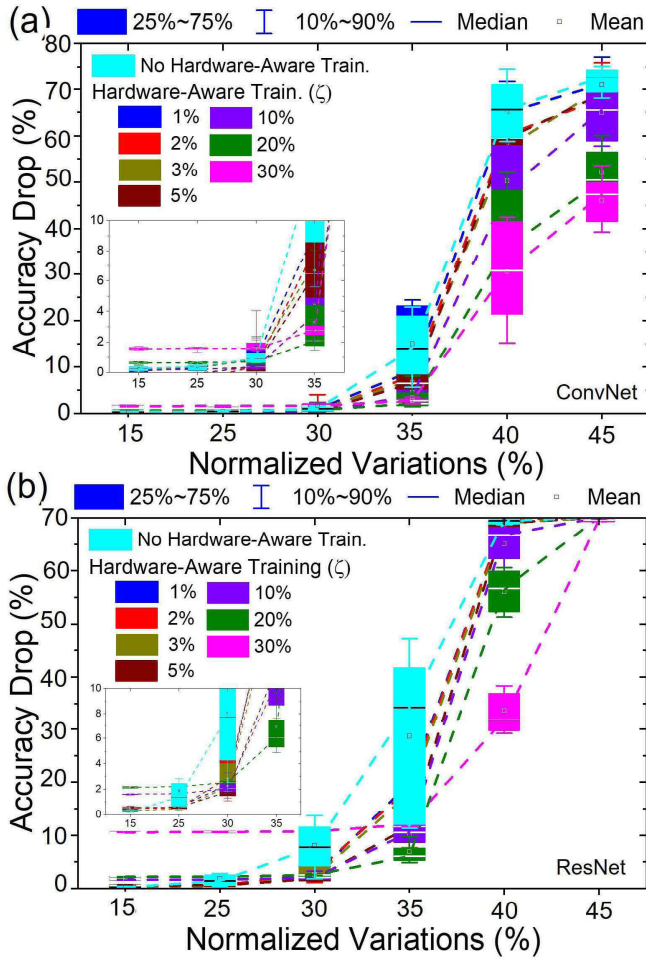 (a)
25%~75% 10%~90% Median Mean
80
70
60
50
40
30
20
10
0
Accuracy Drop (%)
No Hardware-Aware Train.
Hardware-Aware Train. (ζ)
1% 10%
2% 20%
3% 30%
5%
10
8
6
4
2
0
15 25 30 35
ConvNet
15 25 30 35 40 45
Normalized Variations (%)
(b)
25%~75% 10%~90% Median Mean
70
60
50
40
30
20
10
0
Accuracy Drop (%)
No Hardware-Aware Train.
Hardware-Aware Training (ζ)
1% 10%
2% 20%
3% 30%
5%
10
8
6
4
2
0
15 25 30 35
ResNet
15 25 30 35 40 45
Normalized Variations (%)